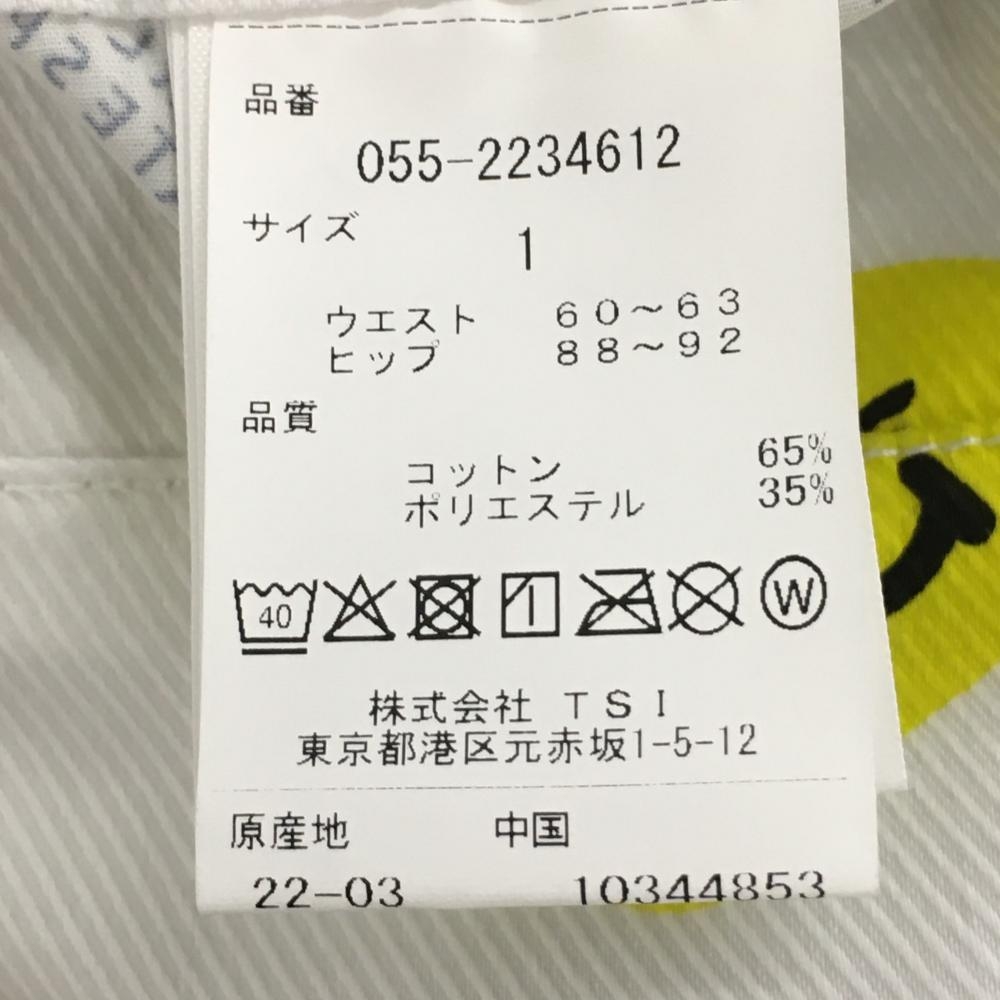 品番
055-2234612
サイズ
1
ウエスト 60～63
ヒップ 88～92
品質
コットン 65%
ポリエステル 35%
40
W
株式会社 TSI
東京都港区元赤坂1-5-12
原産地 中国
22-03 10344853